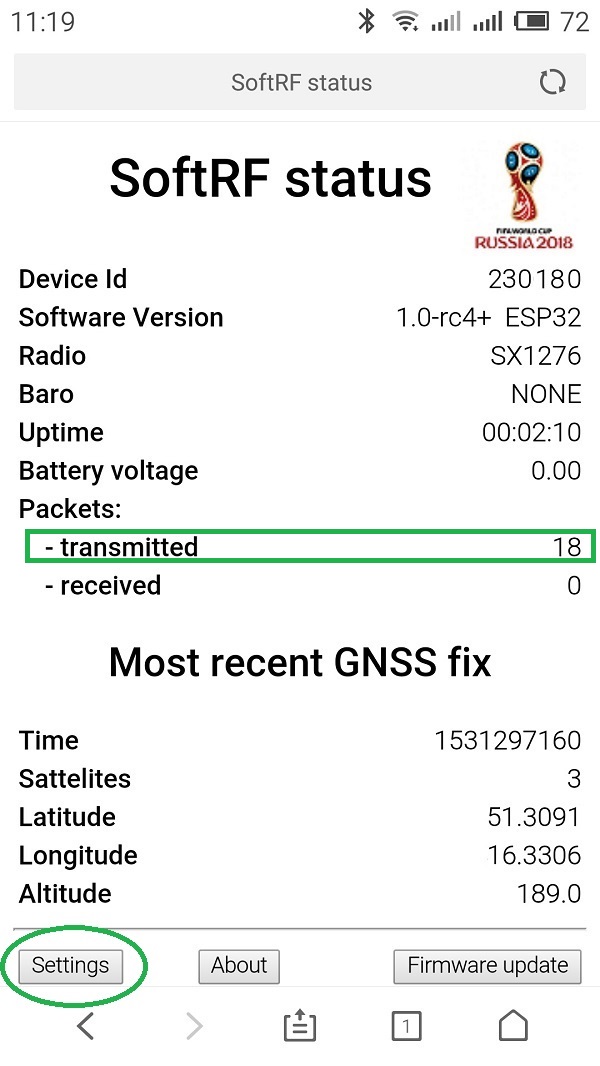 11:19 72
SoftRF status
SoftRF status
FIFA WORLD CUP
RUSSIA 2018
Device Id 230180
Software Version 1.0-rc4+ ESP32
Radio SX1276
Baro NONE
Uptime 00:02:10
Battery voltage 0.00
Packets:
- transmitted 18
- received 0
Most recent GNSS fix
Time 1531297160
Sattelites 3
Latitude 51.3091
Longitude 16.3306
Altitude 189.0
Settings About Firmware update
1